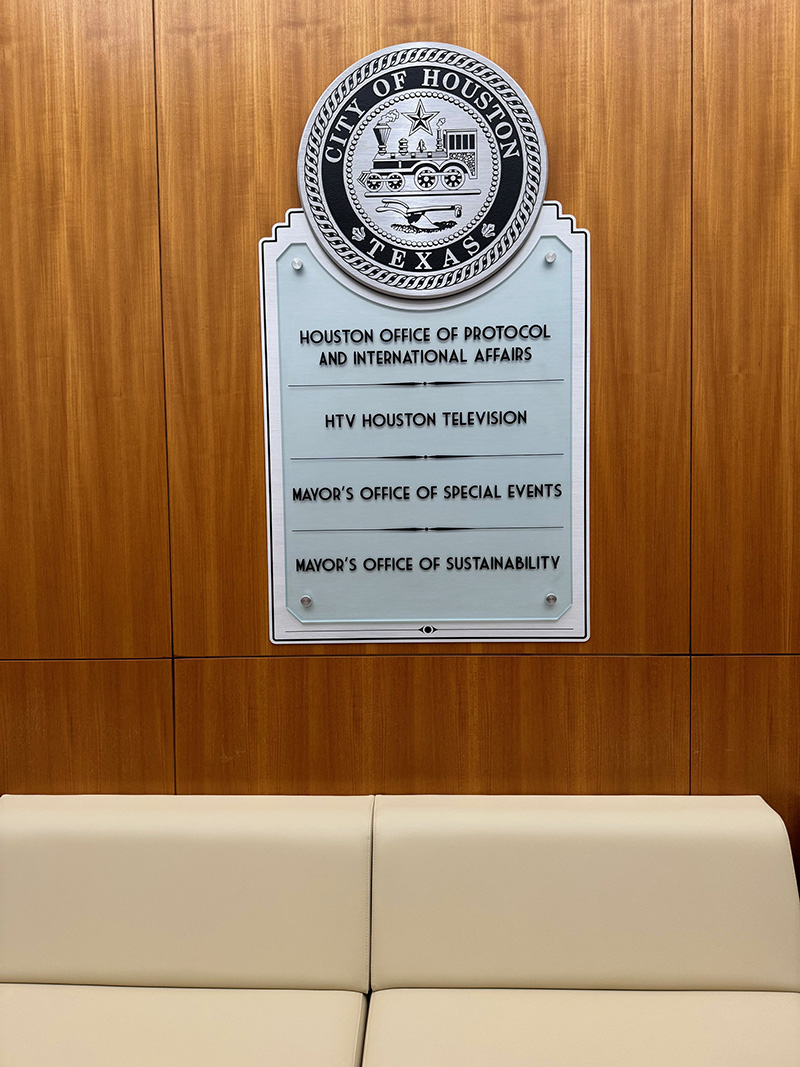 CITY OF HOUSTON
TEXAS
HOUSTON OFFICE OF PROTOCOL
AND INTERNATIONAL AFFAIRS
HTV HOUSTON TELEVISION
MAYOR'S OFFICE OF SPECIAL EVENTS
MAYOR'S OFFICE OF SUSTAINABILITY